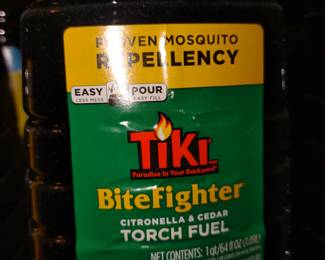 PROVEN MOSQUITO
REPELLENCY
EASY POUR
LESS MESS EASY FILL
TIKI
Paradise In Your Backyard
BiteFighter
CITRONELLA & CEDAR
TORCH FUEL
NET CONTENTS: 1 qt/64 fl oz